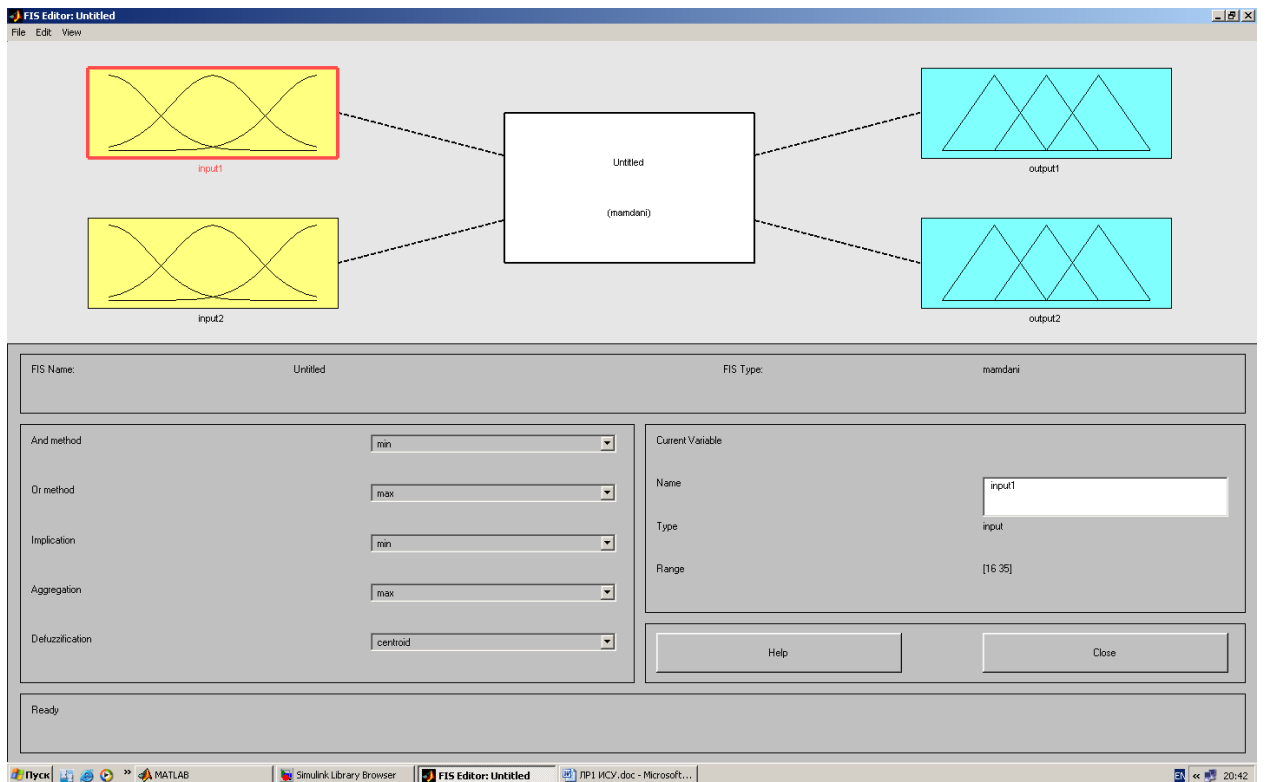 FIS Editor: Untitled
File Edit View
input1
input2
Untitled
(mamdani)
output1
output2
FIS Name: Untitled FIS Type: mamdani
And method min
Or method max
Implication min
Aggregation max
Defuzzification centroid
Current Variable
Name input1
Type input
Range [16 35]
Help Close
Ready
Пуск » MATLAB Simulink Library Browser FIS Editor: Untitled ЛР1 ИСУ.doc - Microsoft... EN « 20:42